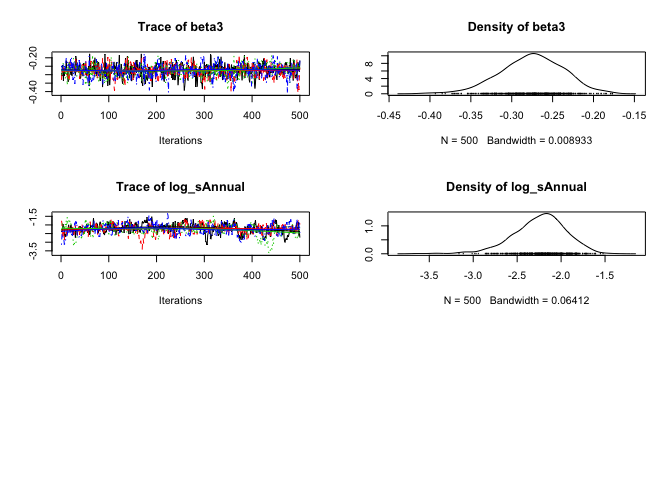 Trace of beta3
-0.40 -0.20
0 100 200 300 400 500
Iterations
Density of beta3
0 4 8
-0.45 -0.40 -0.35 -0.30 -0.25 -0.20 -0.15
N = 500 Bandwidth = 0.008933
Trace of log_sAnnual
-3.5 -1.5
0 100 200 300 400 500
Iterations
Density of log_sAnnual
0.0 1.0
-3.5 -3.0 -2.5 -2.0 -1.5
N = 500 Bandwidth = 0.06412